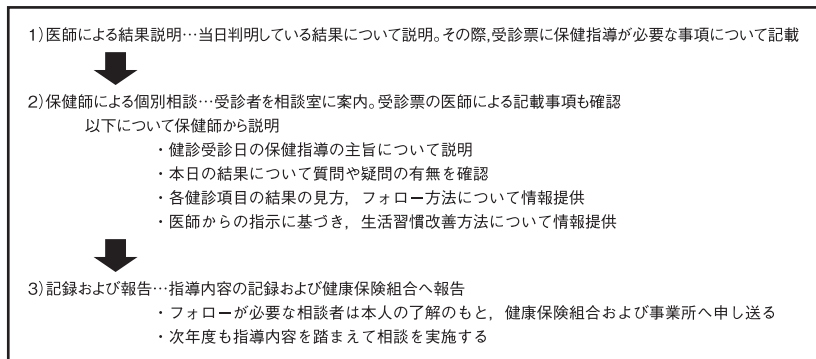 1）医師による結果説明…当日判明している結果について説明。その際,受診票に保健指導が必要な事項について記載
2）保健師による個別相談…受診者を相談室に案内。受診票の医師による記載事項も確認
以下について保健師から説明
・健診受診日の保健指導の主旨について説明
・本日の結果について質問や疑問の有無を確認
・各健診項目の結果の見方，フォロー方法について情報提供
・医師からの指示に基づき，生活習慣改善方法について情報提供
3）記録および報告…指導内容の記録および健康保険組合へ報告
・フォローが必要な相談者は本人の了解のもと，健康保険組合および事業所へ申し送る
・次年度も指導内容を踏まえて相談を実施する